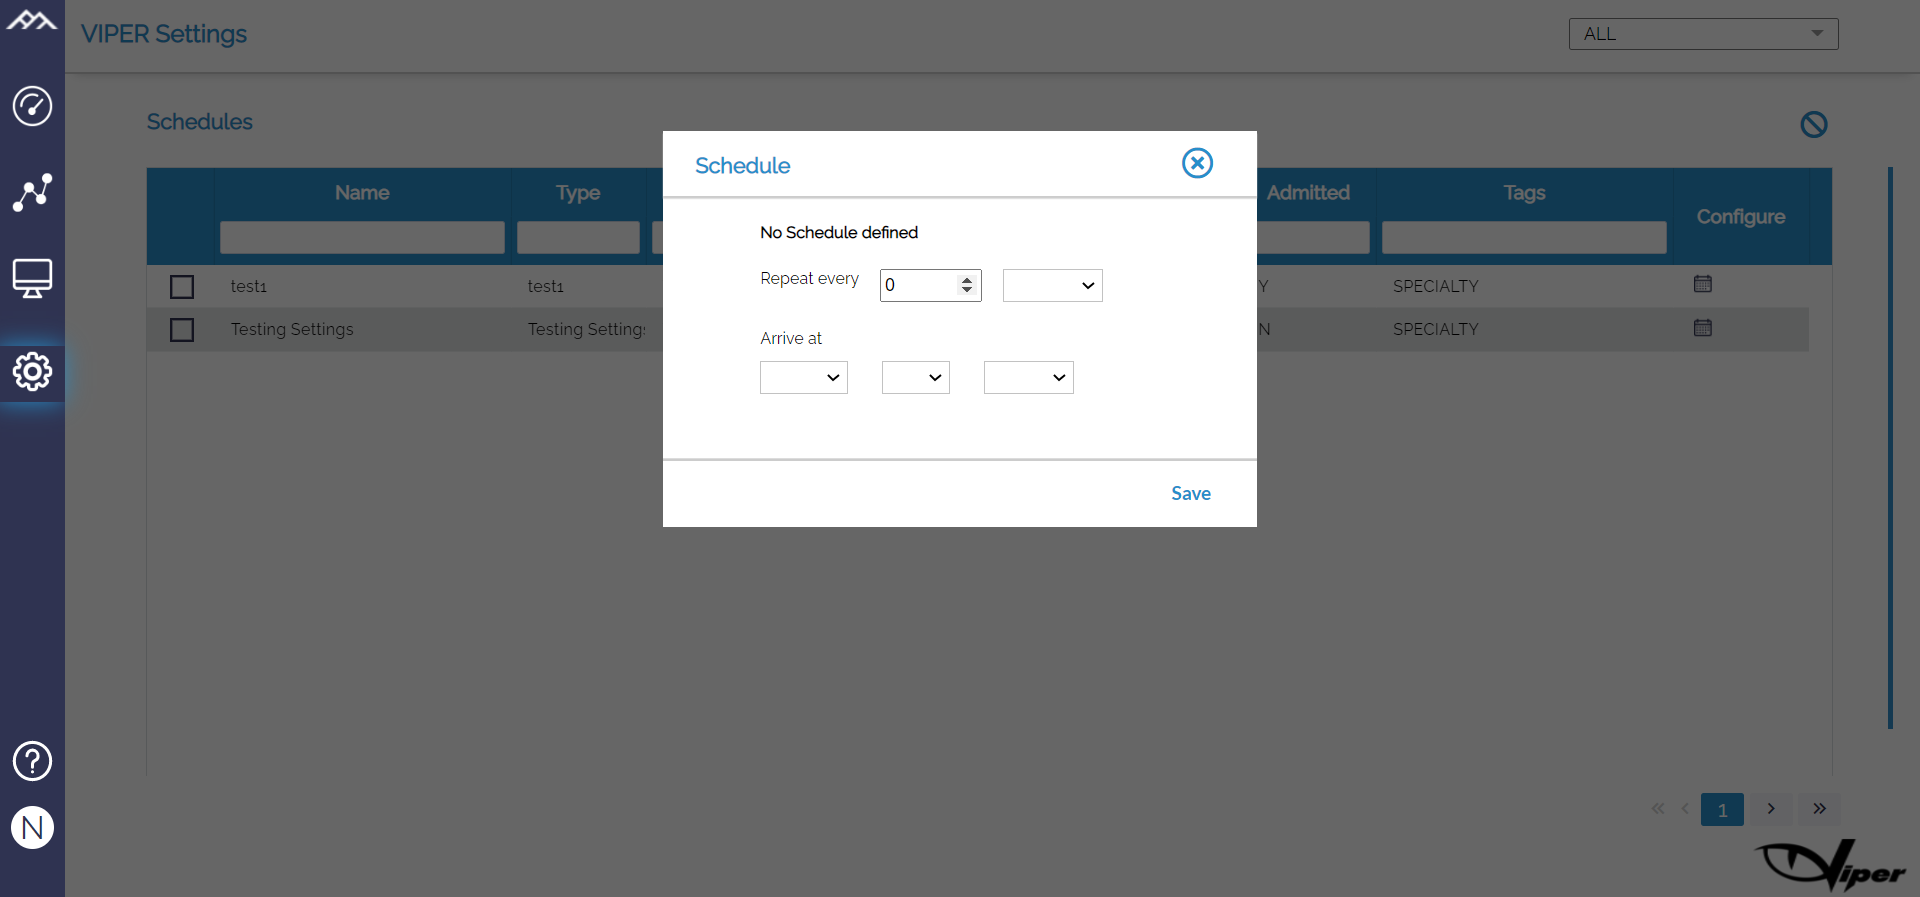 VIPER Settings
ALL
Schedules
Name
Type
Admitted
Tags
Configure
test1
test1
Y
SPECIALTY
Testing Settings
Testing Settings
N
SPECIALTY
Schedule
No Schedule defined
Repeat every
0
Arrive at
Save
?
N
« ‹ 1 › »
Viper